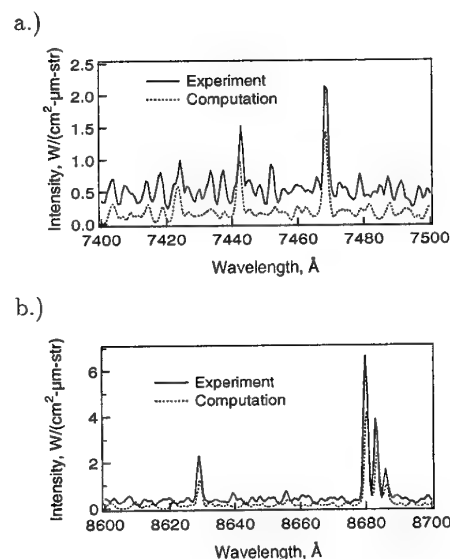 a.)
Intensity, W/(cm²-µm-str)
2.5
2.0
1.5
1.0
0.5
0.0
Experiment
Computation
7400 7420 7440 7460 7480 7500
Wavelength, Å
b.)
Intensity, W/(cm²-µm-str)
6
4
2
0
Experiment
Computation
8600 8620 8640 8660 8680 8700
Wavelength, Å